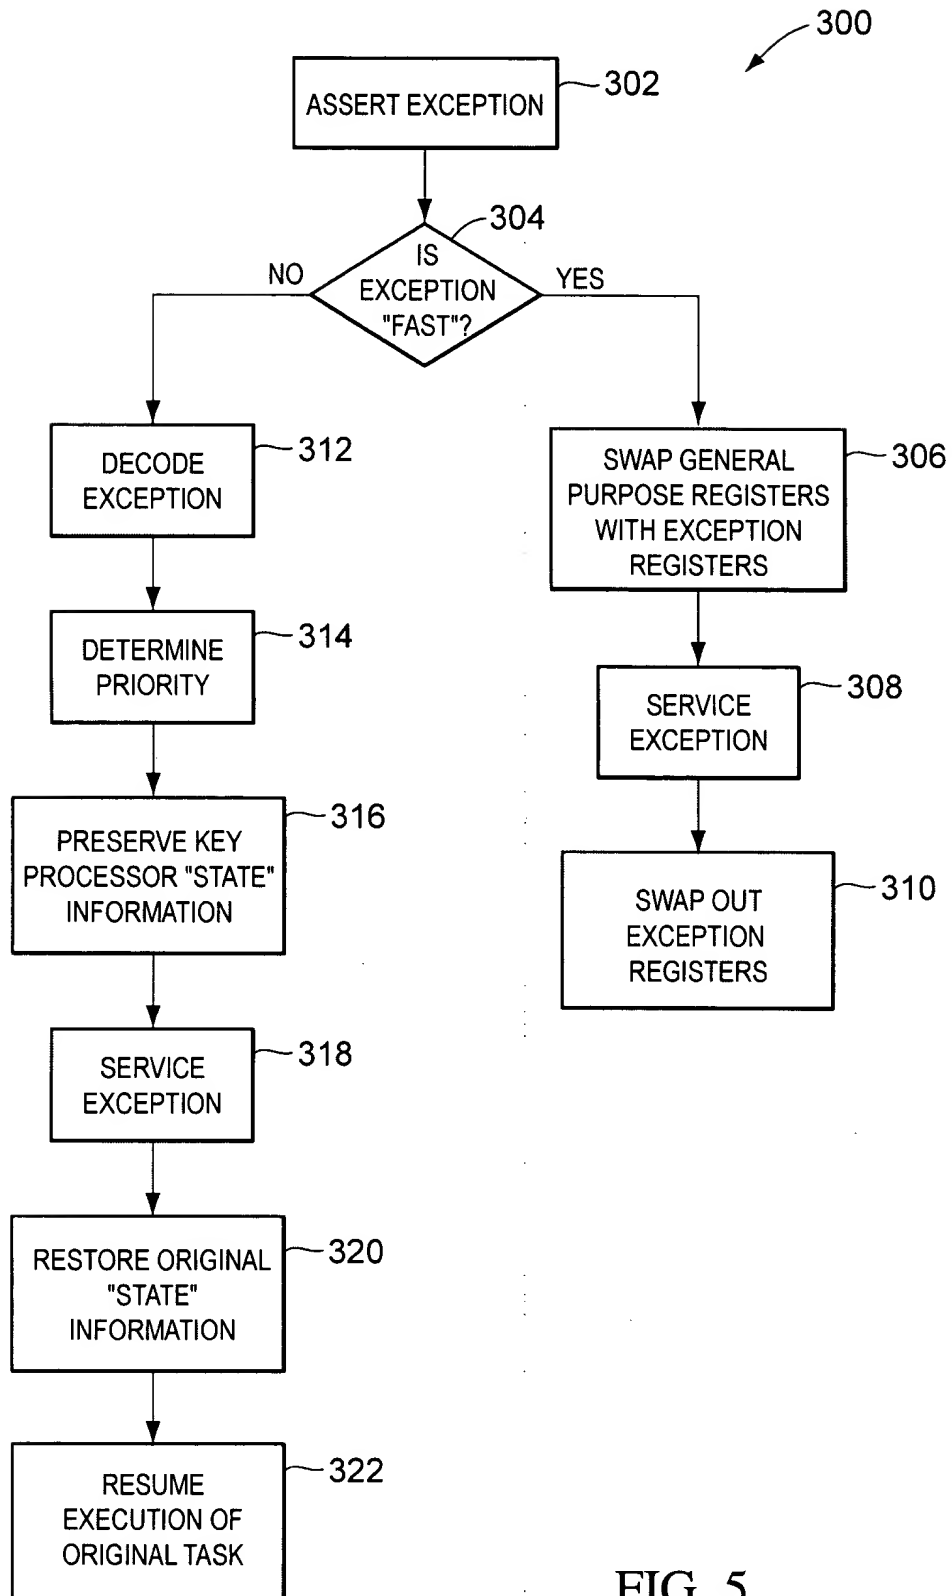 300
ASSERT EXCEPTION
302
304
IS
EXCEPTION
"FAST"?
NO
YES
DECODE
EXCEPTION
312
DETERMINE
PRIORITY
314
PRESERVE KEY
PROCESSOR "STATE"
INFORMATION
316
SERVICE
EXCEPTION
318
RESTORE ORIGINAL
"STATE"
INFORMATION
320
RESUME
EXECUTION OF
ORIGINAL TASK
322
SWAP GENERAL
PURPOSE REGISTERS
WITH EXCEPTION
REGISTERS
306
SERVICE
EXCEPTION
308
SWAP OUT
EXCEPTION
REGISTERS
310
FIG. 5